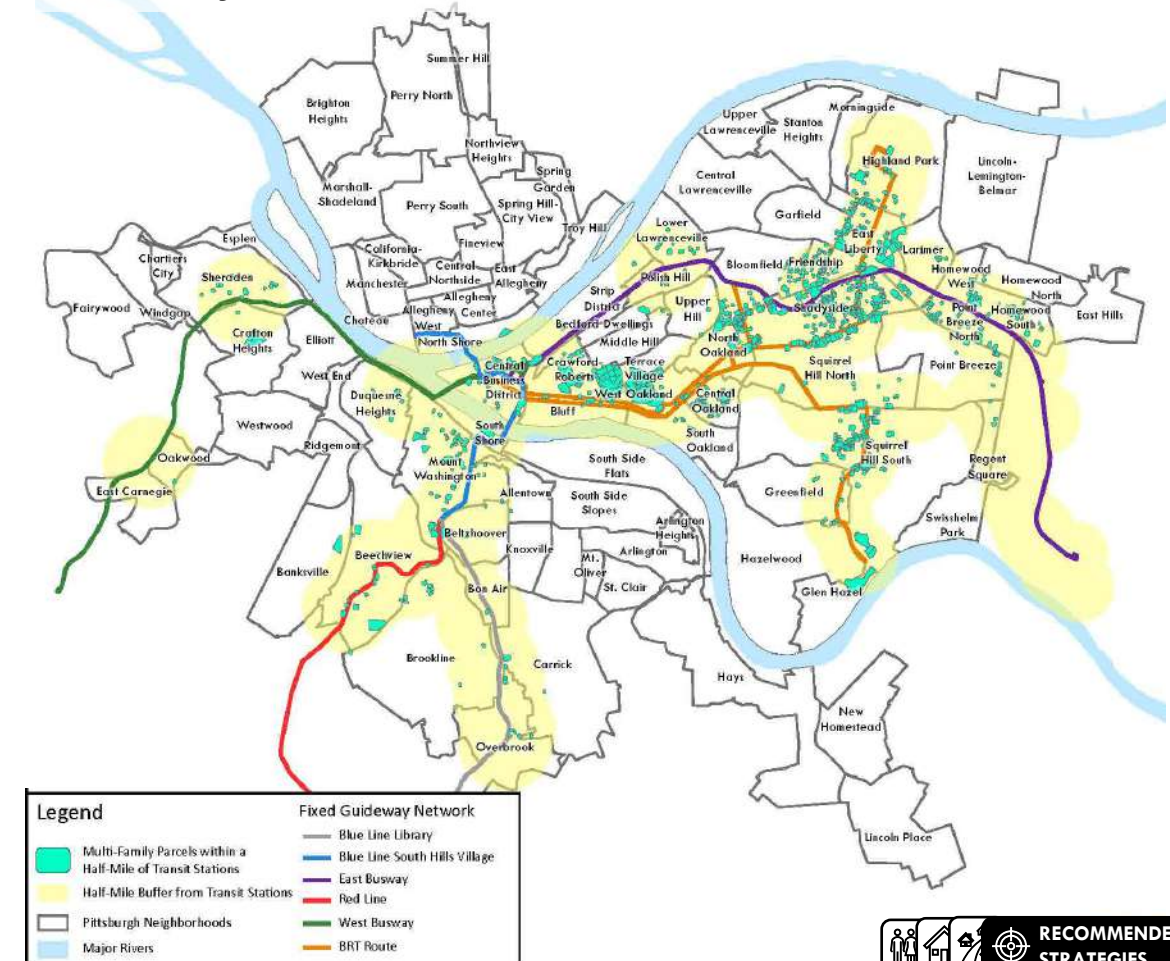 Summer Hill
Perry North
Brighton
Heights
Northview
Heights
Spring
Garden
Marshall-
Shadeland
Perry South
Spring Hill-
City View
Troy Hill
Fineview
California-
Kirkbride
Central
Northside
East
Allegheny
Manchester
Allegheny
Center
Allegheny
West
Chateau
North Shore
Esplen
Chartiers
City
Sheraden
Fairywood
Windgap
Crafton
Heights
Elliott
West End
Duquesne
Heights
Westwood
Ridgemont
Oakwood
East Carnegie
Upper
Lawrenceville
Stanton
Heights
Morningside
Highland Park
Lincoln-
Lemington-
Belmar
Central
Lawrenceville
Garfield
East
Liberty
Larimer
Lower
Lawrenceville
Polish Hill
Bloomfield
Friendship
Homewood
West
Homewood
North
Homewood
South
East Hills
Strip
District
Upper
Hill
Shadyside
Point
Breeze
North
Point Breeze
Bedford Dwellings
Middle Hill
North
Oakland
Crawford-
Roberts
Terrace
Village
West Oakland
Squirrel
Hill North
Central
Business
District
Bluff
Central
Oakland
South
Oakland
South
Shore
Mount
Washington
South Side
Flats
Squirrel
Hill South
Regent
Square
Greenfield
Allentown
South Side
Slopes
Arlington
Heights
Arlington
Swisshelm
Park
Beltzhoover
Knoxville
Mt.
Oliver
St. Clair
Hazelwood
Glen Hazel
Banksville
Beechview
Bon Air
Brookline
Carrick
Hays
New
Homestead
Overbrook
Lincoln Place
Legend
Multi-Family Parcels within a
Half-Mile of Transit Stations
Half-Mile Buffer from Transit Stations
Pittsburgh Neighborhoods
Major Rivers
Fixed Guideway Network
Blue Line Library
Blue Line South Hills Village
East Busway
Red Line
West Busway
BRT Route
RECOMMENDE
STRATEGIES